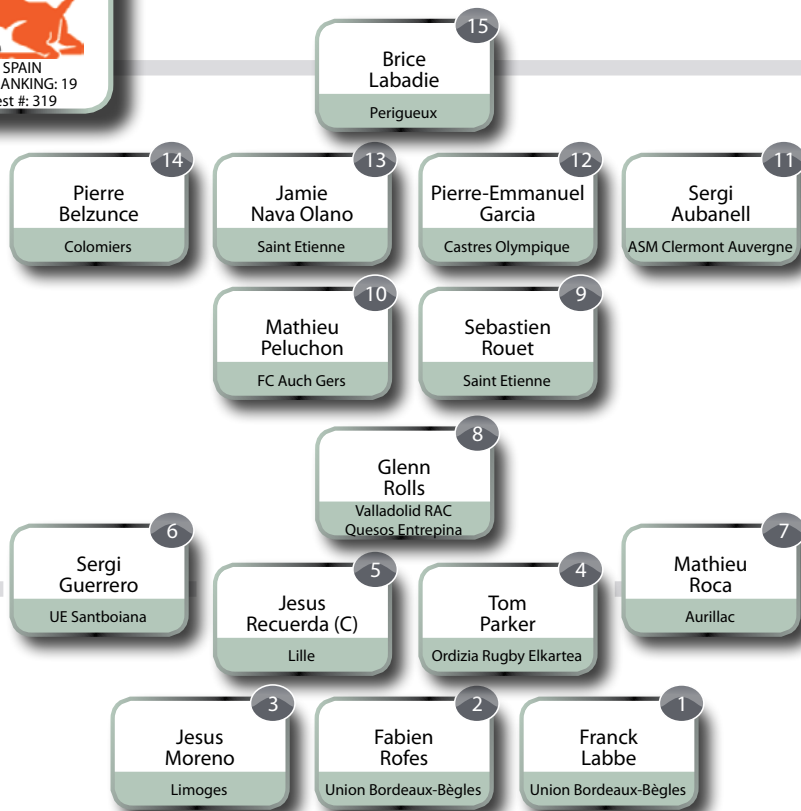 SPAIN
ANKING: 19
est #: 319
15
Brice
Labadie
Perigueux
14
Pierre
Belzunce
Colomiers
13
Jamie
Nava Olano
Saint Etienne
12
Pierre-Emmanuel
Garcia
Castres Olympique
11
Sergi
Aubanell
ASM Clermont Auvergne
10
Mathieu
Peluchon
FC Auch Gers
9
Sebastien
Rouet
Saint Etienne
8
Glenn
Rolls
Valladolid RAC
Quesos Entrepina
6
Sergi
Guerrero
UE Santboiana
5
Jesus
Recuerda (C)
Lille
4
Tom
Parker
Ordizia Rugby Elkartea
7
Mathieu
Roca
Aurillac
3
Jesus
Moreno
Limoges
2
Fabien
Rofes
Union Bordeaux-Bègles
1
Franck
Labbe
Union Bordeaux-Bègles